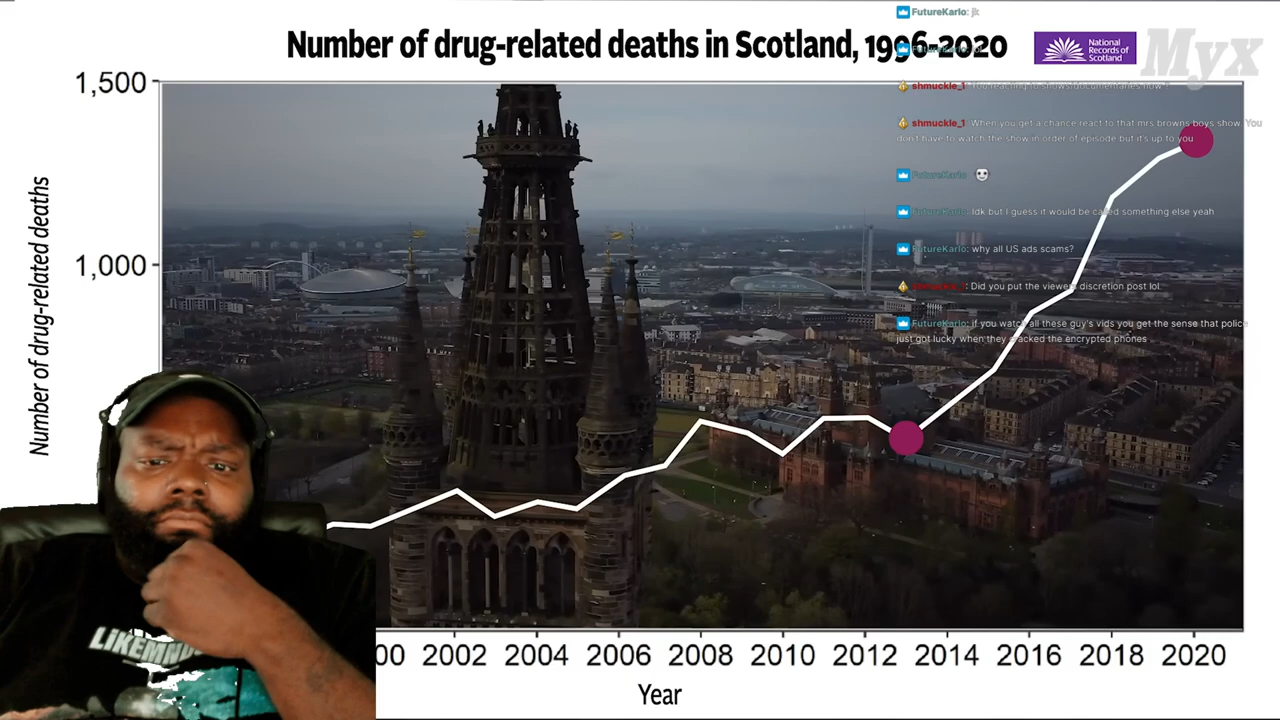 FutureKarlo: jk
Number of drug-related deaths in Scotland, 1996-2020
National
Records of
Scotland
Myx
FutureKarlo:
1,500
shmuckle_1: You reacting to shows/documentaries now?
shmuckle_1: When you get a chance react to that mrs browns boys show. You
don't have to watch the show in order of episode but it's up to you
FutureKarlo
FutureKarlo: Idk but I guess it would be called something else yeah
FutureKarlo: why all US ads scams?
1,000
shmuckle_1: Did you put the viewers discretion post lol
FutureKarlo: if you watch all these guy's vids you get the sense that police
just got lucky when they cracked the encrypted phones
Number of drug-related deaths
LIKEMND
00 2002 2004 2006 2008 2010 2012 2014 2016 2018 2020
Year